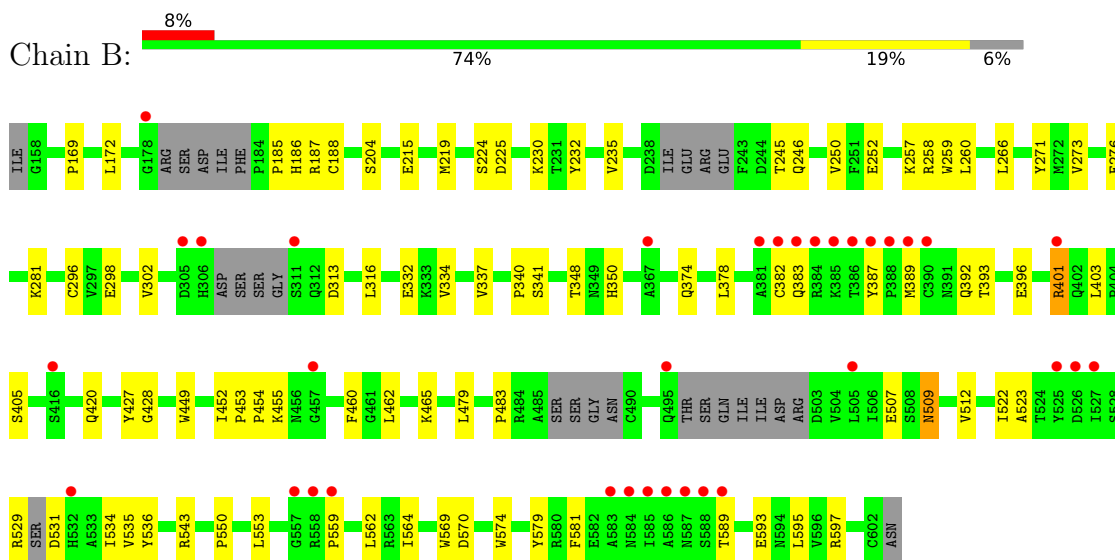 8%
Chain B:
74% 19% 6%
ILE G158 P169 L172 G178 ARG SER ASP ILE PHE P184 P185 H186 R187 C188 S204 E215 M219 S224 D225 K230 T231 Y232 V235 D238 ILE GLU ARG GLU F243 D244 T245 Q246 V250 F251 E252 K257 R258 W259 L260 L266 Y271 M272 V273 E276
K281 C296 V297 E298 V302 D305 H306 ASP SER SER GLY S311 Q312 D313 L316 E332 K333 V334 V337 P340 S341 T348 N349 H350 A367 Q374 L378 A381 C382 Q383 R384 K385 T386 Y387 P388 M389 C390 N391 Q392 T393 E396 R401 Q402 L403 R404
S405 S416 Q420 Y427 G428 W449 I452 P453 P454 K455 N456 G457 F460 G461 L462 K465 L479 P483 R484 A485 SER SER GLY ASN C490 Q495 THR SER GLN ILE ILE ASP ARG D503 V504 L505 I506 E507 S508 N509 V512 I522 A523 T524 Y525 D526 I527 S528
R529 SER D531 H532 A533 I534 V535 Y536 R543 P550 L553 G557 R558 P559 L562 R563 I564 W569 D570 W574 Y579 R580 F581 E582 A583 N584 I585 A586 N587 S588 T589 E593 N594 L595 V596 R597 C602 ASN